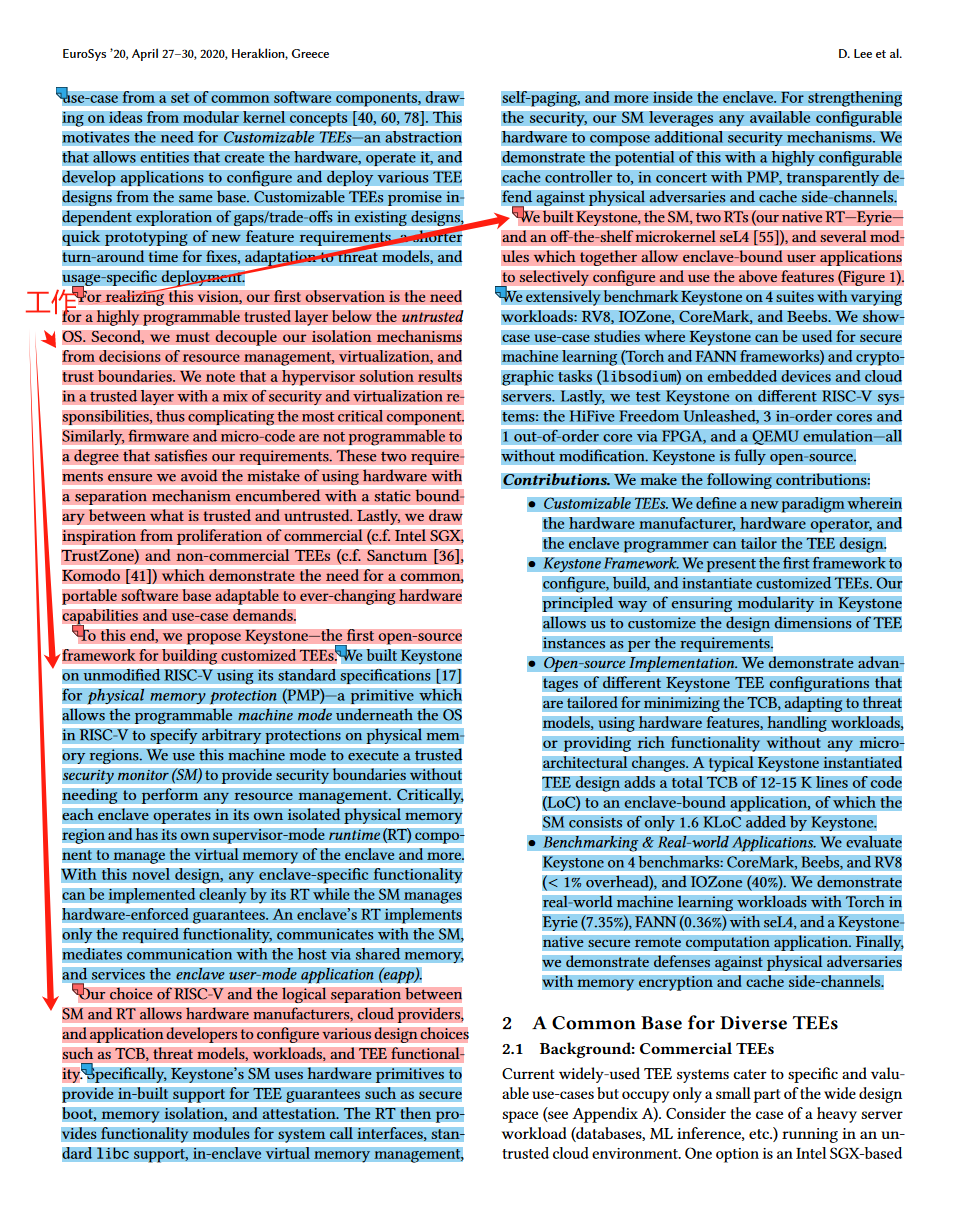 EuroSys '20, April 27–30, 2020, Heraklion, Greece
D. Lee et al.
use-case from a set of common software components, draw-
ing on ideas from modular kernel concepts [40, 60, 78]. This
motivates the need for Customizable TEEs—an abstraction
that allows entities that create the hardware, operate it, and
develop applications to configure and deploy various TEE
designs from the same base. Customizable TEEs promise in-
dependent exploration of gaps/trade-offs in existing designs,
quick prototyping of new feature requirements, a shorter
turn-around time for fixes, adaptation to threat models, and
usage-specific deployment.
工作
For realizing this vision, our first observation is the need
for a highly programmable trusted layer below the untrusted
OS. Second, we must decouple our isolation mechanisms
from decisions of resource management, virtualization, and
trust boundaries. We note that a hypervisor solution results
in a trusted layer with a mix of security and virtualization re-
sponsibilities, thus complicating the most critical component.
Similarly, firmware and micro-code are not programmable to
a degree that satisfies our requirements. These two require-
ments ensure we avoid the mistake of using hardware with
a separation mechanism encumbered with a static bound-
ary between what is trusted and untrusted. Lastly, we draw
inspiration from proliferation of commercial (c.f. Intel SGX,
TrustZone) and non-commercial TEEs (c.f. Sanctum [36],
Komodo [41]) which demonstrate the need for a common,
portable software base adaptable to ever-changing hardware
capabilities and use-case demands.
To this end, we propose Keystone—the first open-source
framework for building customized TEEs. We built Keystone
on unmodified RISC-V using its standard specifications [17]
for physical memory protection (PMP)—a primitive which
allows the programmable machine mode underneath the OS
in RISC-V to specify arbitrary protections on physical mem-
ory regions. We use this machine mode to execute a trusted
security monitor (SM) to provide security boundaries without
needing to perform any resource management. Critically,
each enclave operates in its own isolated physical memory
region and has its own supervisor-mode runtime (RT) compo-
nent to manage the virtual memory of the enclave and more.
With this novel design, any enclave-specific functionality
can be implemented cleanly by its RT while the SM manages
hardware-enforced guarantees. An enclave's RT implements
only the required functionality, communicates with the SM,
mediates communication with the host via shared memory,
and services the enclave user-mode application (eapp).
Our choice of RISC-V and the logical separation between
SM and RT allows hardware manufacturers, cloud providers,
and application developers to configure various design choices
such as TCB, threat models, workloads, and TEE functional-
ity. Specifically, Keystone's SM uses hardware primitives to
provide in-built support for TEE guarantees such as secure
boot, memory isolation, and attestation. The RT then pro-
vides functionality modules for system call interfaces, stan-
dard libc support, in-enclave virtual memory management,
self-paging, and more inside the enclave. For strengthening
the security, our SM leverages any available configurable
hardware to compose additional security mechanisms. We
demonstrate the potential of this with a highly configurable
cache controller to, in concert with PMP, transparently de-
fend against physical adversaries and cache side-channels.
We built Keystone, the SM, two RTs (our native RT—Eyrie—
and an off-the-shelf microkernel seL4 [55]), and several mod-
ules which together allow enclave-bound user applications
to selectively configure and use the above features (Figure 1).
We extensively benchmark Keystone on 4 suites with varying
workloads: RV8, IOZone, CoreMark, and Beebs. We show-
case use-case studies where Keystone can be used for secure
machine learning (Torch and FANN frameworks) and crypto-
graphic tasks (libsodium) on embedded devices and cloud
servers. Lastly, we test Keystone on different RISC-V sys-
tems: the HiFive Freedom Unleashed, 3 in-order cores and
1 out-of-order core via FPGA, and a QEMU emulation—all
without modification. Keystone is fully open-source.
Contributions. We make the following contributions:
• Customizable TEEs. We define a new paradigm wherein
the hardware manufacturer, hardware operator, and
the enclave programmer can tailor the TEE design.
• Keystone Framework. We present the first framework to
configure, build, and instantiate customized TEEs. Our
principled way of ensuring modularity in Keystone
allows us to customize the design dimensions of TEE
instances as per the requirements.
• Open-source Implementation. We demonstrate advan-
tages of different Keystone TEE configurations that
are tailored for minimizing the TCB, adapting to threat
models, using hardware features, handling workloads,
or providing rich functionality without any micro-
architectural changes. A typical Keystone instantiated
TEE design adds a total TCB of 12-15 K lines of code
(LoC) to an enclave-bound application, of which the
SM consists of only 1.6 KLoC added by Keystone.
• Benchmarking & Real-world Applications. We evaluate
Keystone on 4 benchmarks: CoreMark, Beebs, and RV8
(< 1% overhead), and IOZone (40%). We demonstrate
real-world machine learning workloads with Torch in
Eyrie (7.35%), FANN (0.36%) with seL4, and a Keystone-
native secure remote computation application. Finally,
we demonstrate defenses against physical adversaries
with memory encryption and cache side-channels.
2 A Common Base for Diverse TEEs
2.1 Background: Commercial TEEs
Current widely-used TEE systems cater to specific and valu-
able use-cases but occupy only a small part of the wide design
space (see Appendix A). Consider the case of a heavy server
workload (databases, ML inference, etc.) running in an un-
trusted cloud environment. One option is an Intel SGX-based